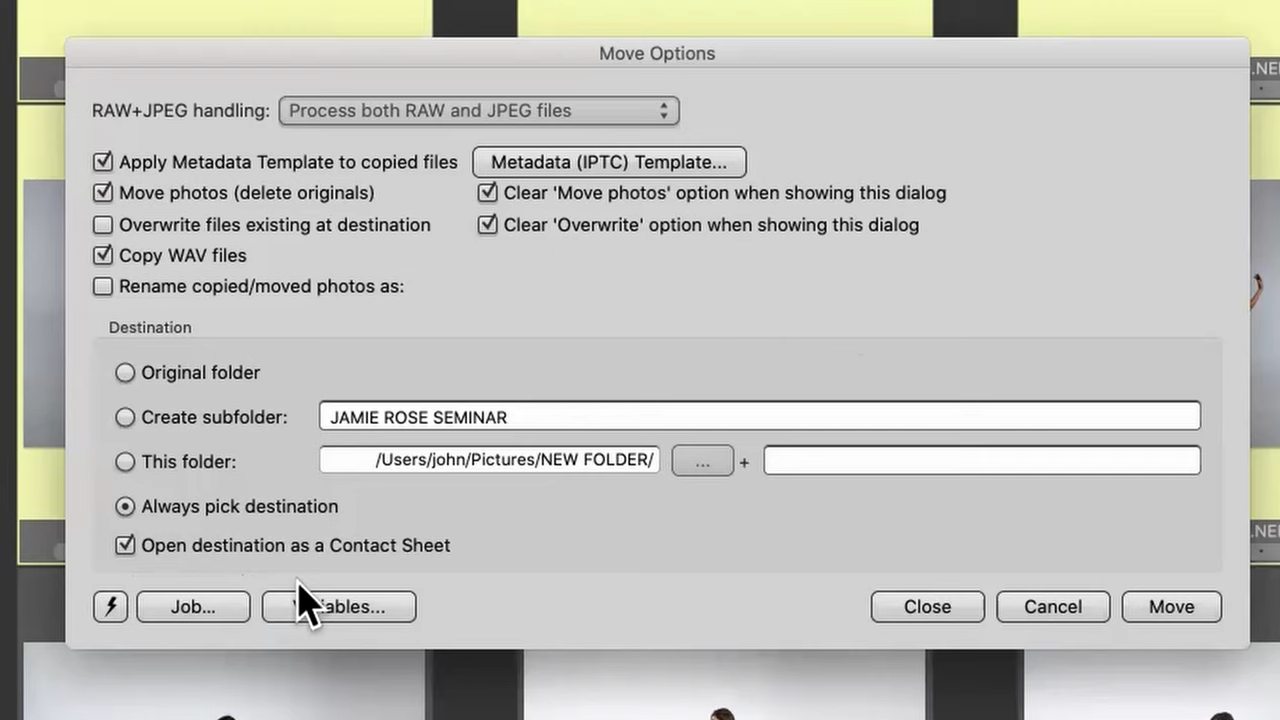 Move Options
.NE
RAW+JPEG handling: Process both RAW and JPEG files
Apply Metadata Template to copied files Metadata (IPTC) Template...
Move photos (delete originals) Clear 'Move photos' option when showing this dialog
Overwrite files existing at destination Clear 'Overwrite' option when showing this dialog
Copy WAV files
Rename copied/moved photos as:
Destination
Original folder
Create subfolder: JAMIE ROSE SEMINAR
This folder: /Users/john/Pictures/NEW FOLDER/ ... +
Always pick destination
.NE
Open destination as a Contact Sheet
Job... Close Cancel Move